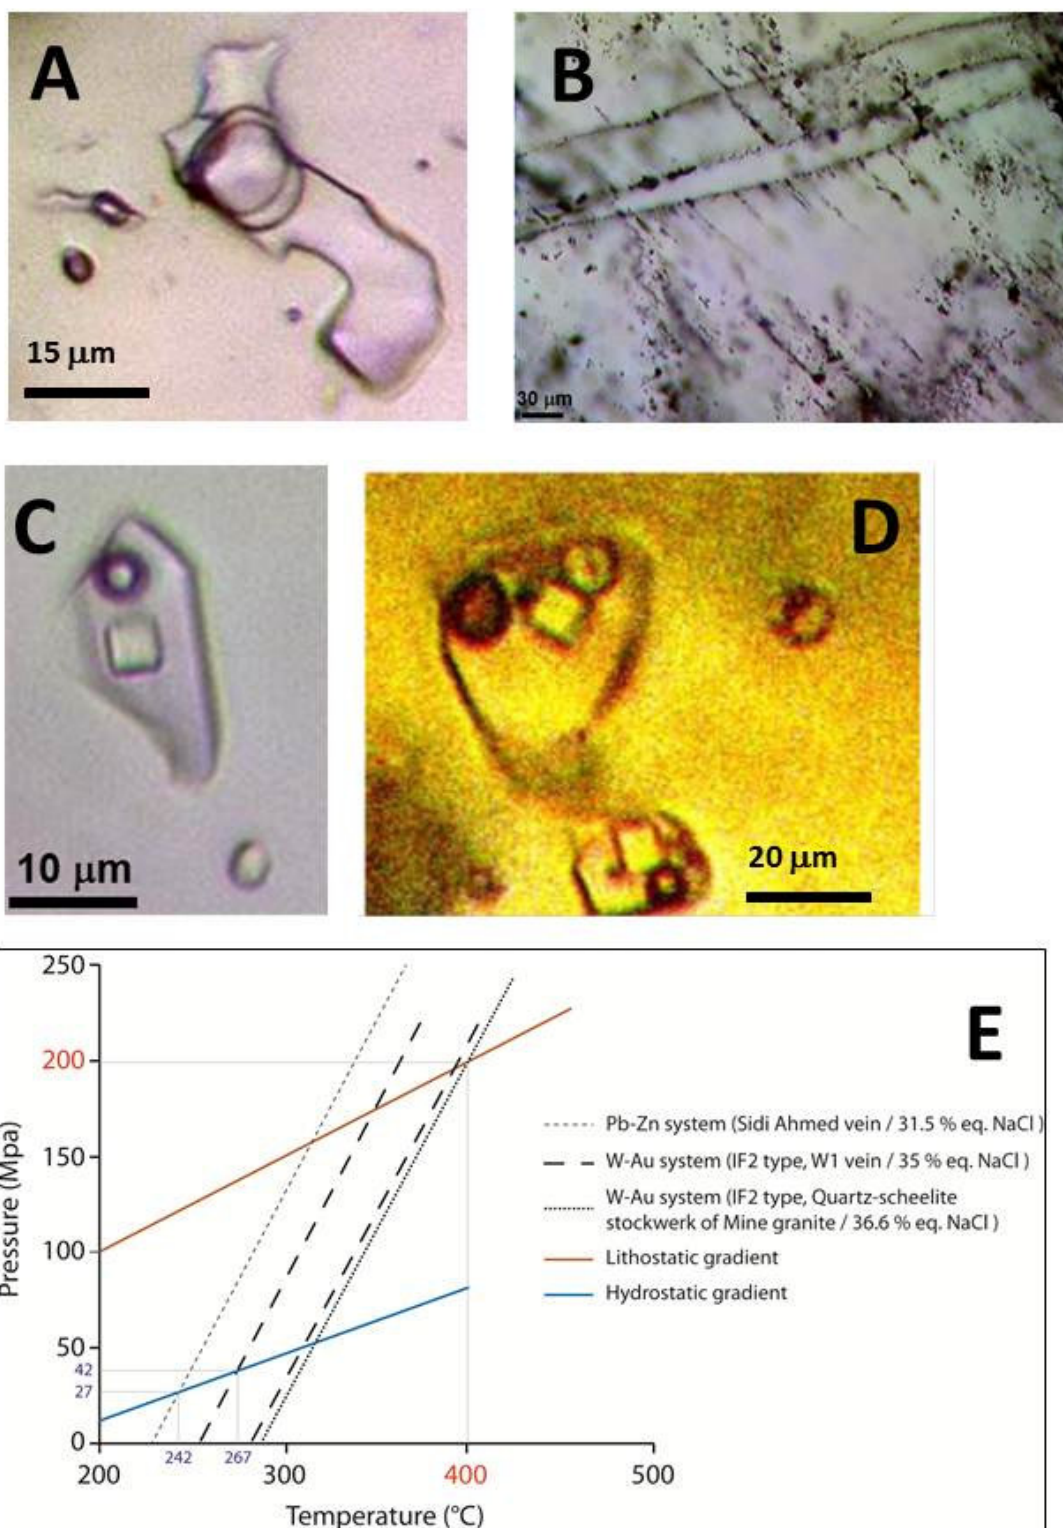 A
15 μm
B
30 μm
C
10 μm
D
20 μm
E
250
200
150
100
50
42
27
0
Pressure (Mpa)
200
242
267
300
400
500
Temperature (°C)
Pb-Zn system (Sidi Ahmed vein / 31.5 % eq. NaCl )
W-Au system (IF2 type, W1 vein / 35 % eq. NaCl )
W-Au system (IF2 type, Quartz-scheelite
stockwerk of Mine granite / 36.6 % eq. NaCl )
Lithostatic gradient
Hydrostatic gradient